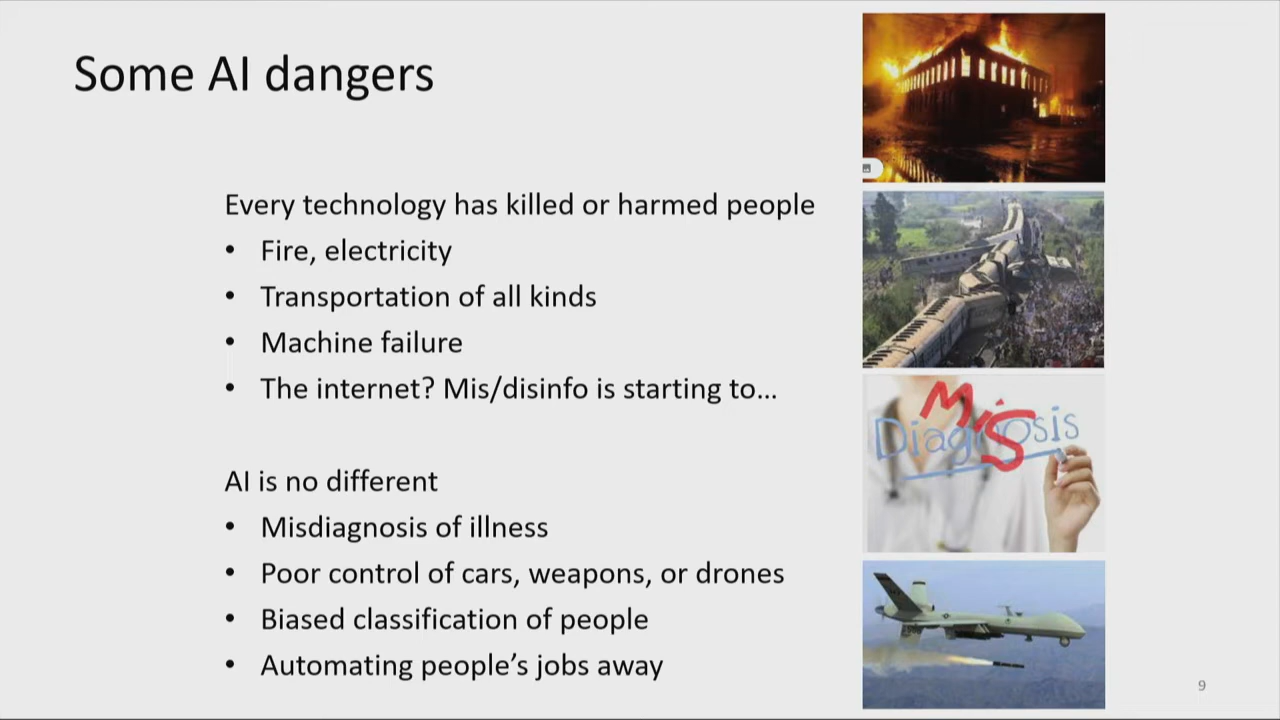 Some AI dangers
Every technology has killed or harmed people
• Fire, electricity
• Transportation of all kinds
• Machine failure
• The internet? Mis/disinfo is starting to…
AI is no different
• Misdiagnosis of illness
• Poor control of cars, weapons, or drones
• Biased classification of people
• Automating people’s jobs away
MiS
Diagnosis
9